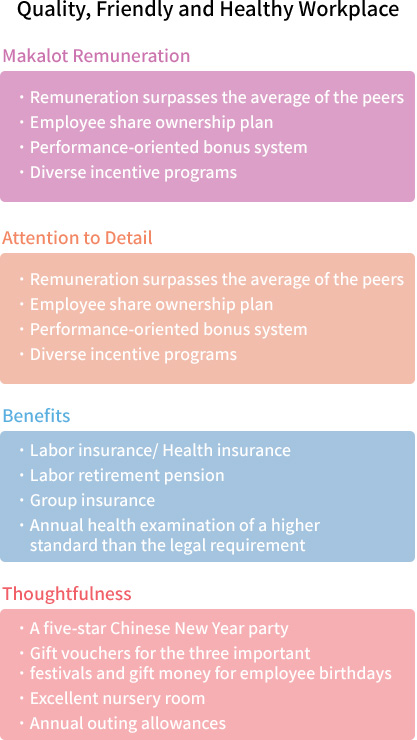 Quality, Friendly and Healthy Workplace
Makalot Remuneration
・Remuneration surpasses the average of the peers
・Employee share ownership plan
・Performance-oriented bonus system
・Diverse incentive programs
Attention to Detail
・Remuneration surpasses the average of the peers
・Employee share ownership plan
・Performance-oriented bonus system
・Diverse incentive programs
Benefits
・Labor insurance/ Health insurance
・Labor retirement pension
・Group insurance
・Annual health examination of a higher
standard than the legal requirement
Thoughtfulness
・A five-star Chinese New Year party
・Gift vouchers for the three important
・festivals and gift money for employee birthdays
・Excellent nursery room
・Annual outing allowances